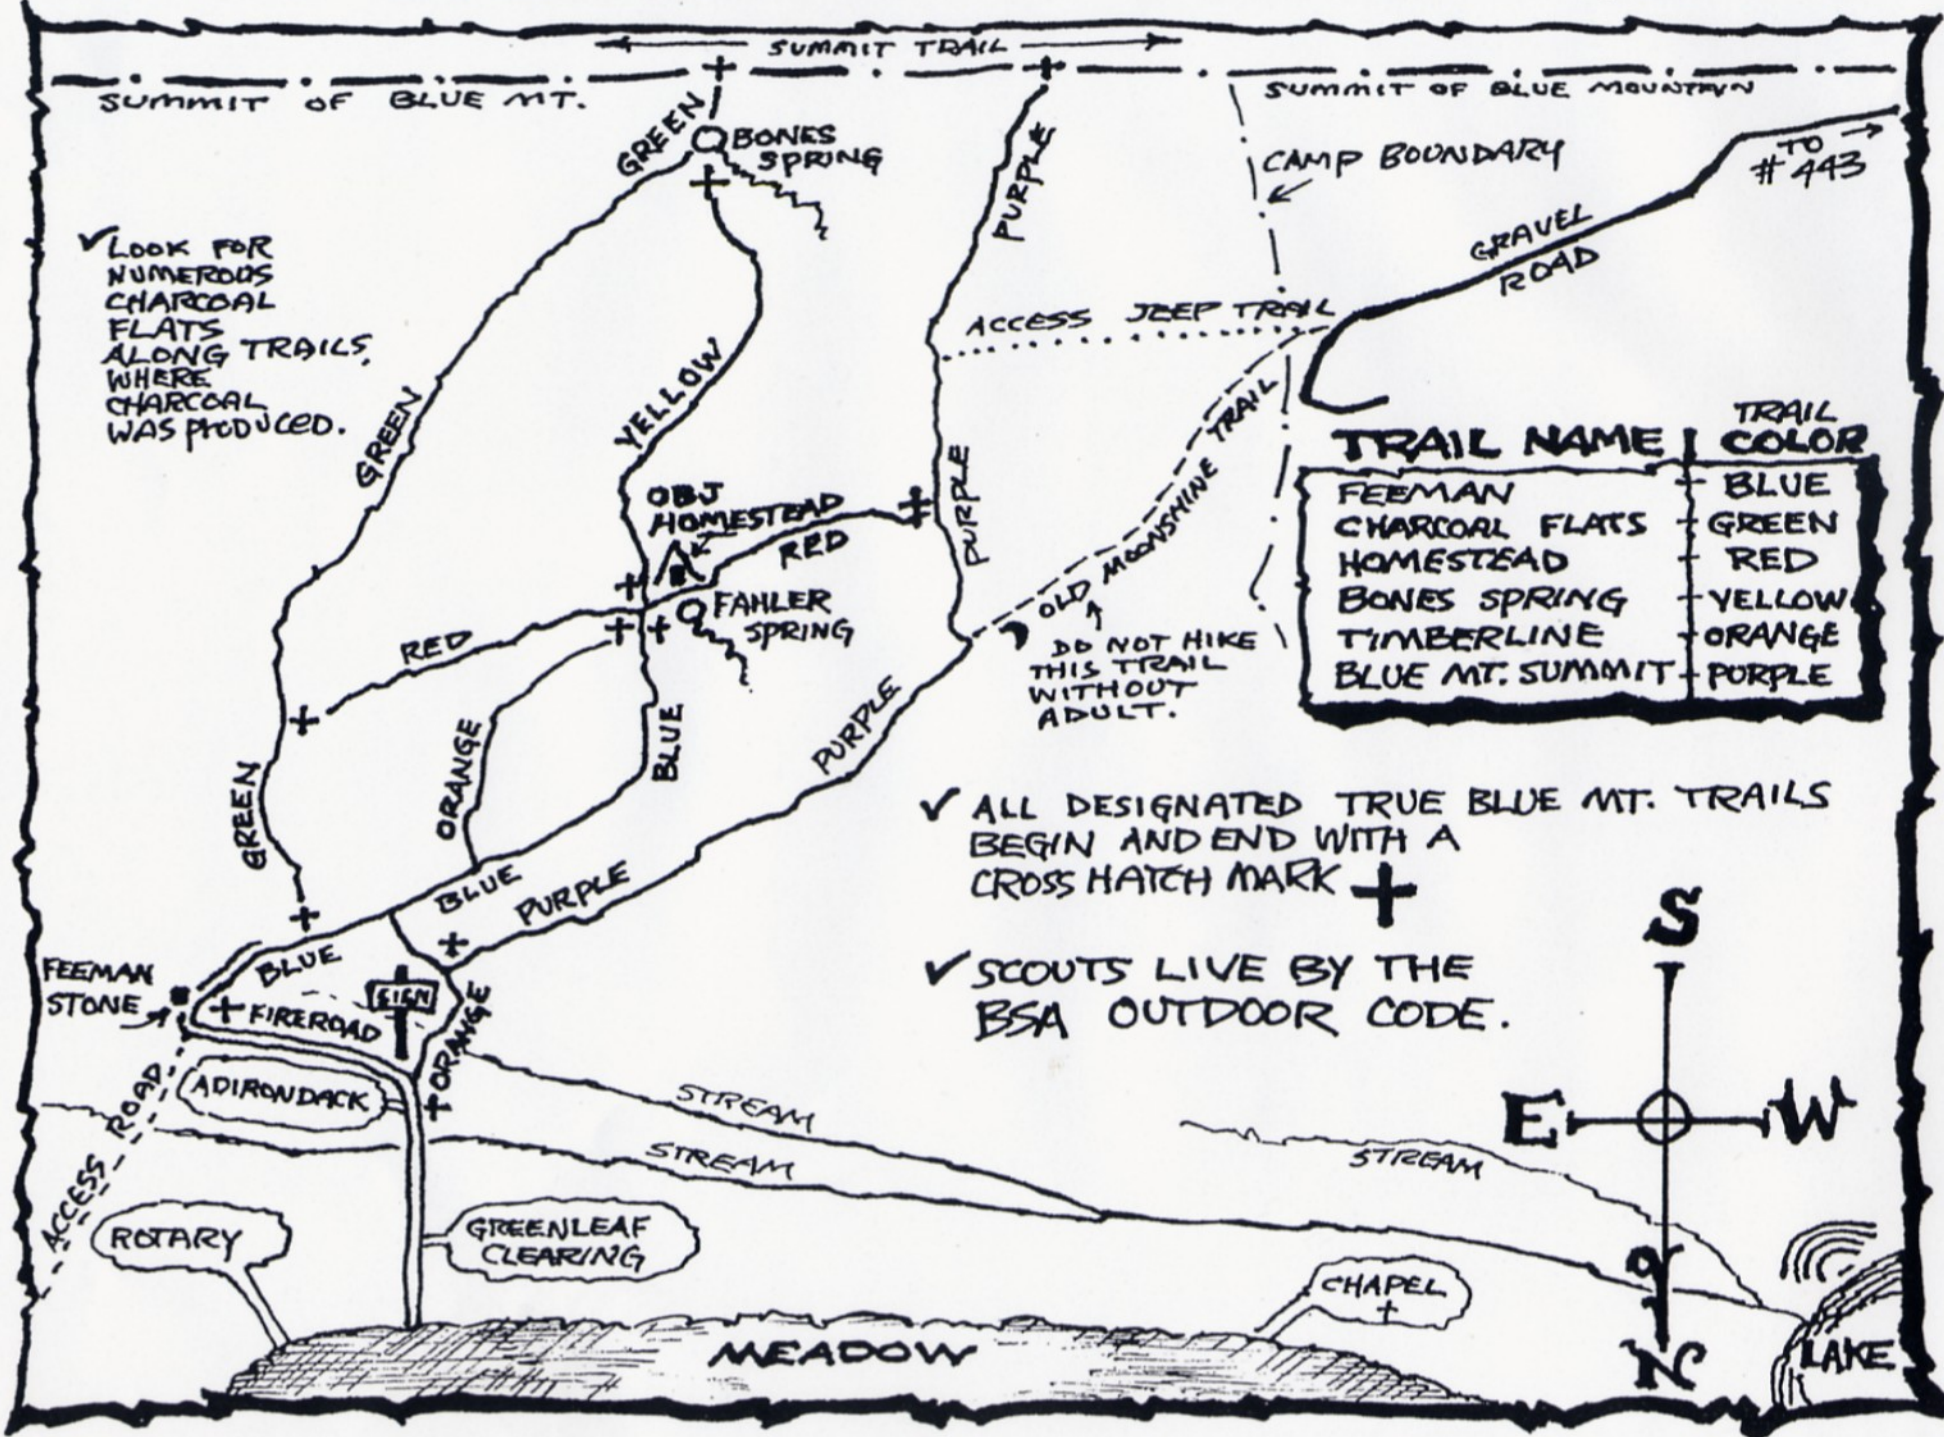 SUMMIT TRAIL
SUMMIT OF BLUE MT.
SUMMIT OF BLUE MOUNTAIN
GREEN
BONES
SPRING
PURPLE
CAMP BOUNDARY
TO
#443
GRAVEL
ROAD
✓LOOK FOR
NUMEROUS
CHARCOAL
FLATS
ALONG TRAILS,
WHERE
CHARCOAL
WAS PRODUCED.
ACCESS JEEP TRAIL
YELLOW
GREEN
OLD MOONSHINE TRAIL
DO NOT HIKE
THIS TRAIL
WITHOUT
ADULT.
TRAIL NAME | TRAIL COLOR
FEEMAN - BLUE
CHARCOAL FLATS - GREEN
HOMESTEAD - RED
BONES SPRING - YELLOW
TIMBERLINE - ORANGE
BLUE MT. SUMMIT - PURPLE
OBJ
HOMESTEAD
RED
PURPLE
FAHLER
SPRING
RED
ORANGE
BLUE
PURPLE
GREEN
BLUE
PURPLE
✓ ALL DESIGNATED TRUE BLUE MT. TRAILS
BEGIN AND END WITH A
CROSS HATCH MARK +
✓ SCOUTS LIVE BY THE
BSA OUTDOOR CODE.
FEEMAN
STONE
BLUE
FIREROAD
SIGN
ORANGE
ADIRONDACK
ACCESS ROAD
STREAM
STREAM
STREAM
ROTARY
GREENLEAF
CLEARING
CHAPEL
MEADOW
LAKE
S
E
W
N